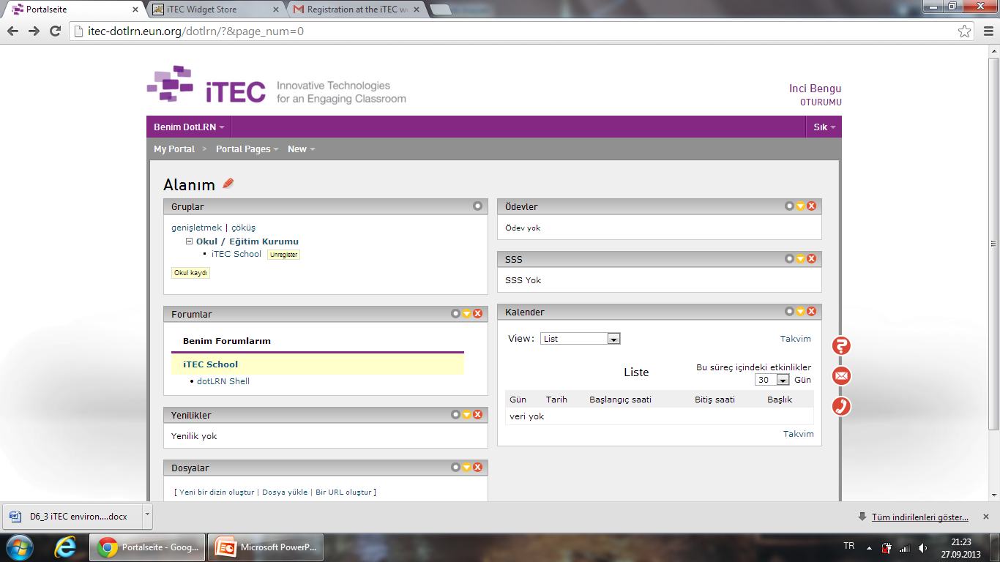 Portalseite
iTEC Widget Store
Registration at the iTEC w
itec-dotlrn.eun.org/dotlrn/?&page_num=0
iTEC Innovative Technologies
for an Engaging Classroom
Inci Bengu
OTURUMU
Benim DotLRN
Sık
My Portal > Portal Pages New
Alanım
Gruplar
genişletmek | çöküş
Okul / Eğitim Kurumu
• iTEC School Unregister
Okul kaydı
Forumlar
Benim Forumlarım
iTEC School
• dotLRN Shell
Yenilikler
Yenilik yok
Dosyalar
[ Yeni bir dizin oluştur | Dosya yükle | Bir URL oluştur ]
Ödevler
Ödev yok
SSS
SSS Yok
Kalender
View: List
Takvim
Liste
Bu süreç içindeki etkinlikler
30 Gün
Gün Tarih Başlangıç saati Bitiş saati Başlık
veri yok
Takvim
D6_3 iTEC environ....docx
Tüm indirilenleri göster...
Portalseite - Goog...
Microsoft PowerP...
TR
21:23
27.09.2013